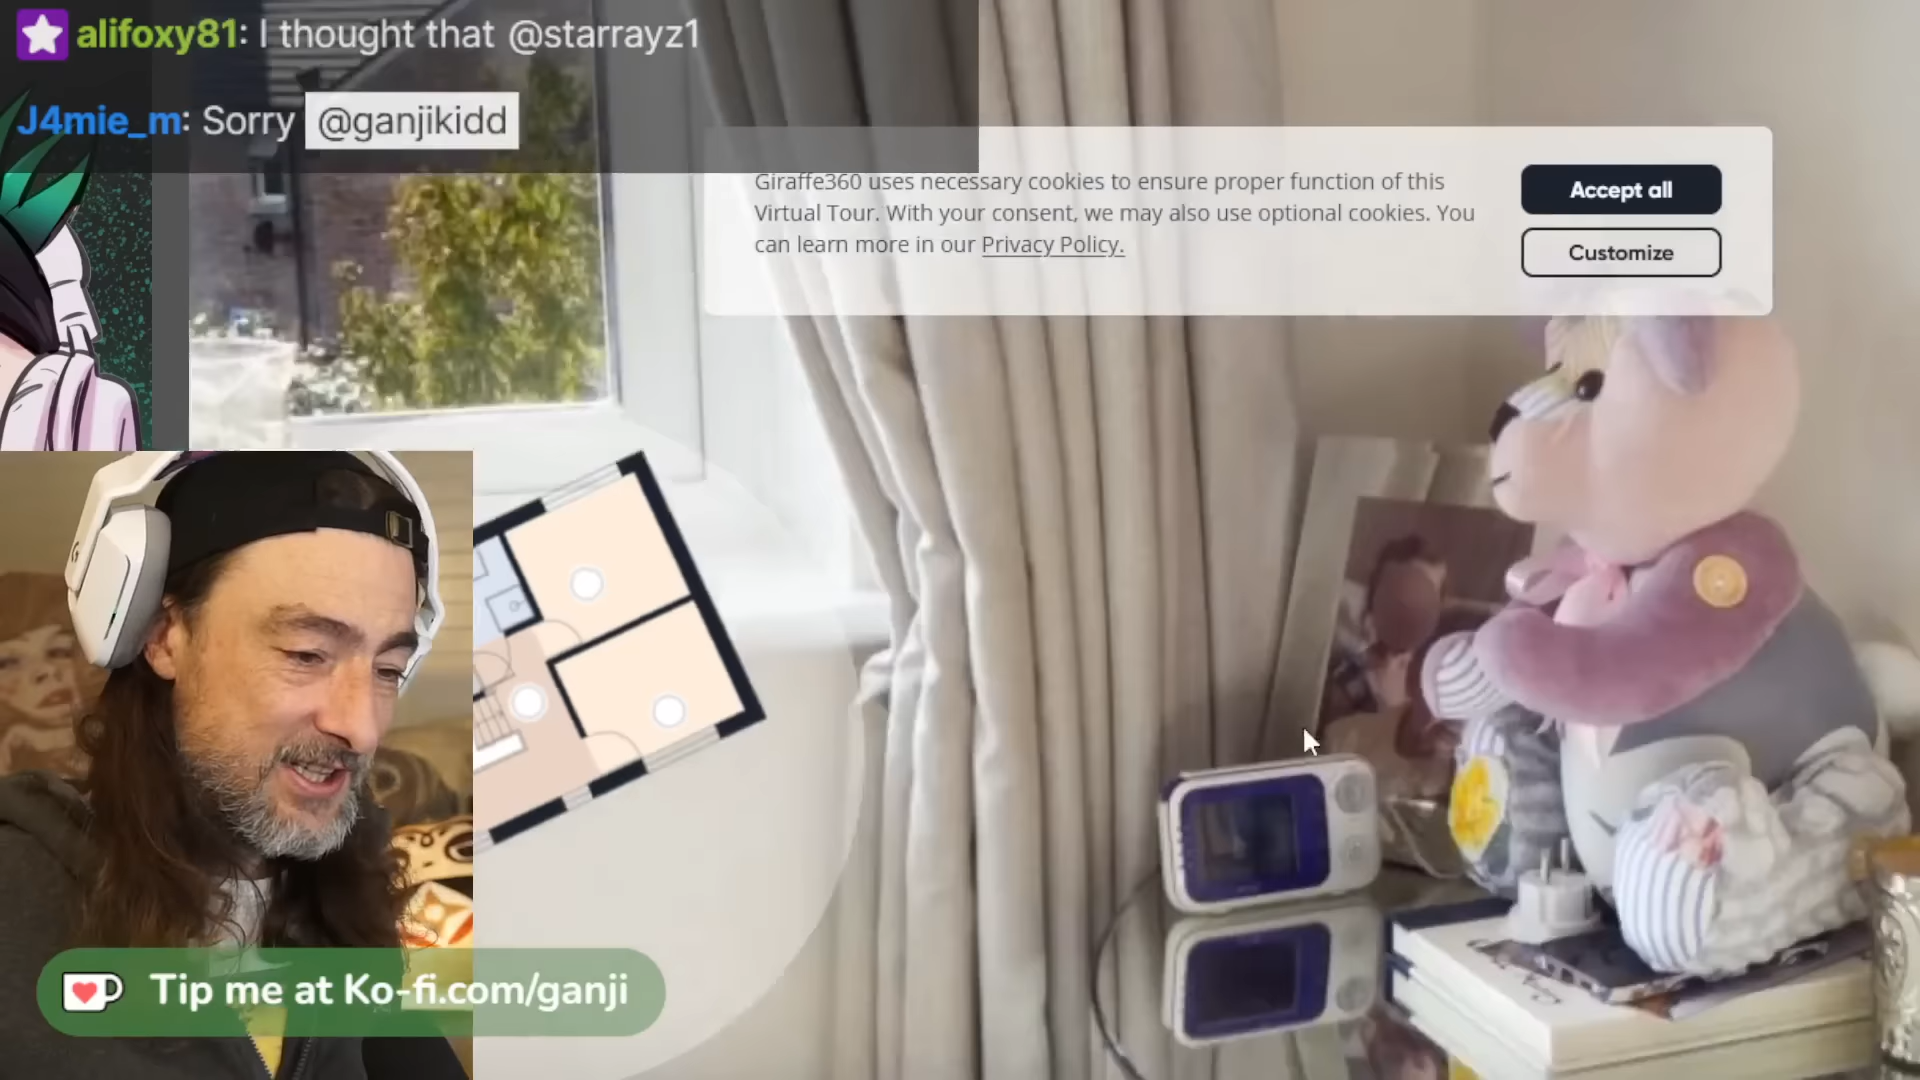 alifoxy81: I thought that @starrayz1
J4mie_m: Sorry @ganjikidd
Giraffe360 uses necessary cookies to ensure proper function of this
Virtual Tour. With your consent, we may also use optional cookies. You
can learn more in our Privacy Policy.
Accept all
Customize
Tip me at Ko-fi.com/ganji